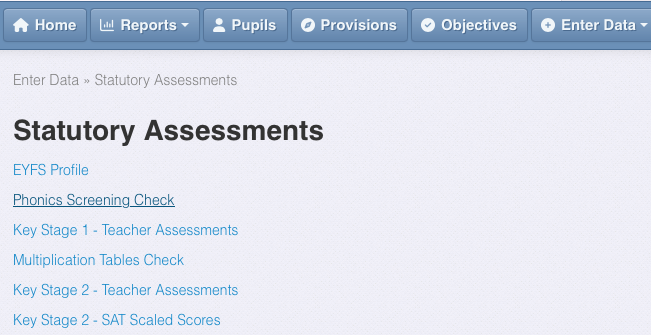 Home Reports Pupils Provisions Objectives Enter Data
Enter Data » Statutory Assessments
Statutory Assessments
EYFS Profile
Phonics Screening Check
Key Stage 1 - Teacher Assessments
Multiplication Tables Check
Key Stage 2 - Teacher Assessments
Key Stage 2 - SAT Scaled Scores